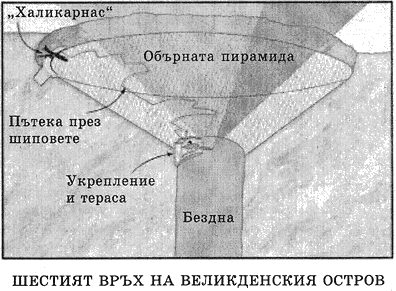 „Халикарнас“
Обърната пирамида
Пътека през
шиповете
Укрепление
и тераса
Бездна
ШЕСТИЯТ ВРЪХ НА ВЕЛИКДЕНСКИЯ ОСТРОВ